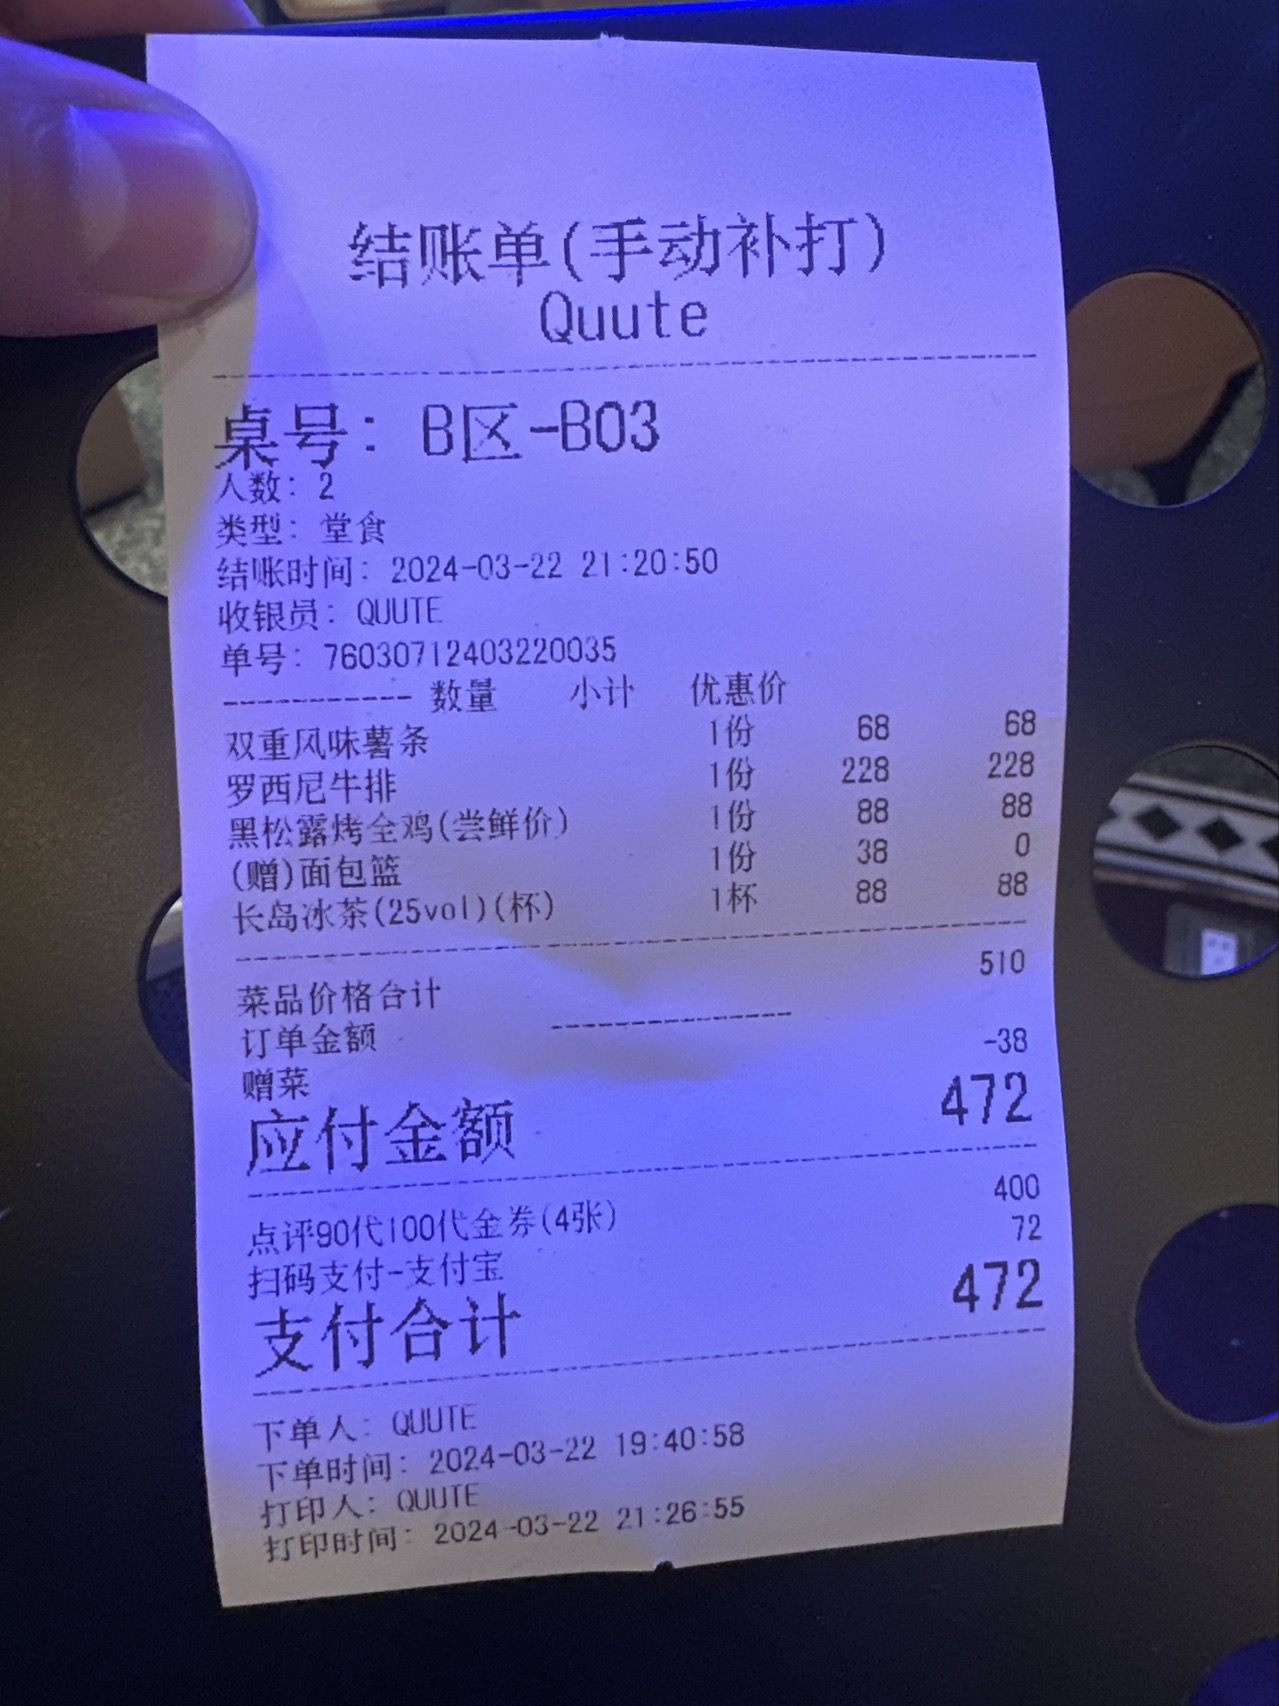 结账单(手动补打)
Quute
桌号: B区-B03
人数: 2
类型: 堂食
结账时间: 2024-03-22 21:20:50
收银员: QUUTE
单号: 76030712403220035
----------- 数量 小计 优惠价
双重风味薯条 1份 68 68
罗西尼牛排 1份 228 228
黑松露烤全鸡(尝鲜价) 1份 88 88
(赠)面包篮 1份 38 0
长岛冰茶(25vol)(杯) 1杯 88 88
菜品价格合计 510
订单金额 --------------
赠菜 -38
应付金额 472
点评90代100代金券(4张) 400
扫码支付-支付宝 72
支付合计 472
下单人: QUUTE
下单时间: 2024-03-22 19:40:58
打印人: QUUTE
打印时间: 2024-03-22 21:26:55